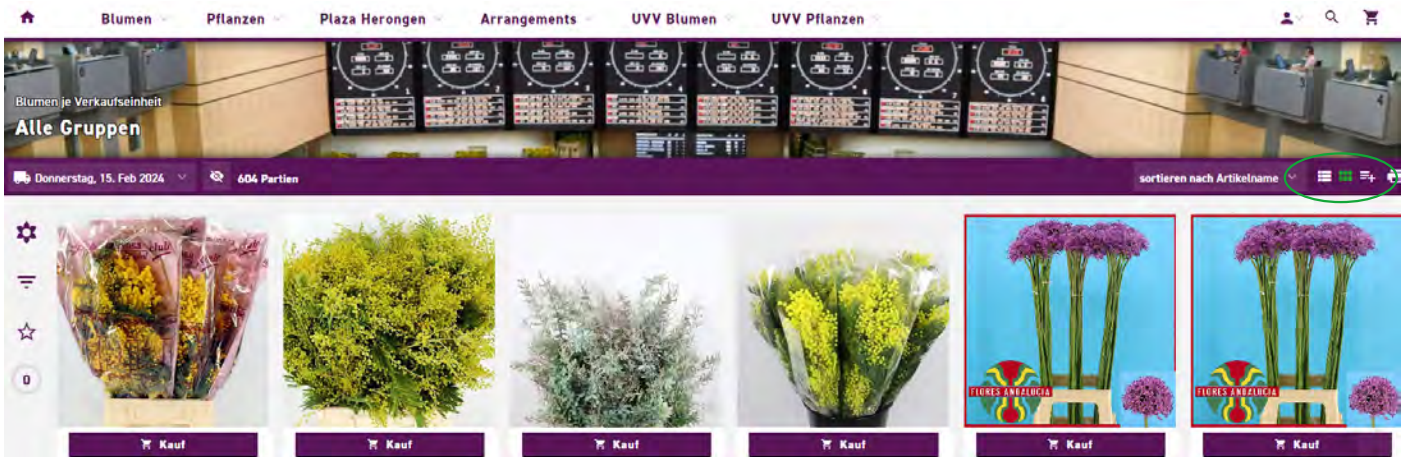 Blumen
Pflanzen
Plaza Herongen
Arrangements
UVV Blumen
UVV Pflanzen
Blumen je Verkaufseinheit
Alle Gruppen
Donnerstag, 15. Feb 2024
604 Partien
sortieren nach Artikelname
0
FLORES ANDALUCIA
FLORES ANDALUCIA
Kauf
Kauf
Kauf
Kauf
Kauf
Kauf